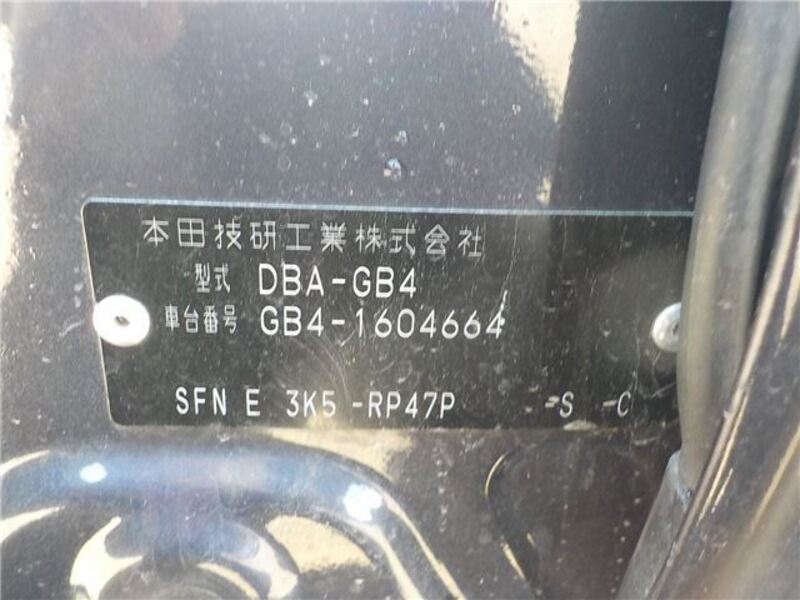 本田技研工業株式会社
型式 DBA-GB4
車台番号 GB4-1604664
SFN E 3K5 -RP47P -S -C